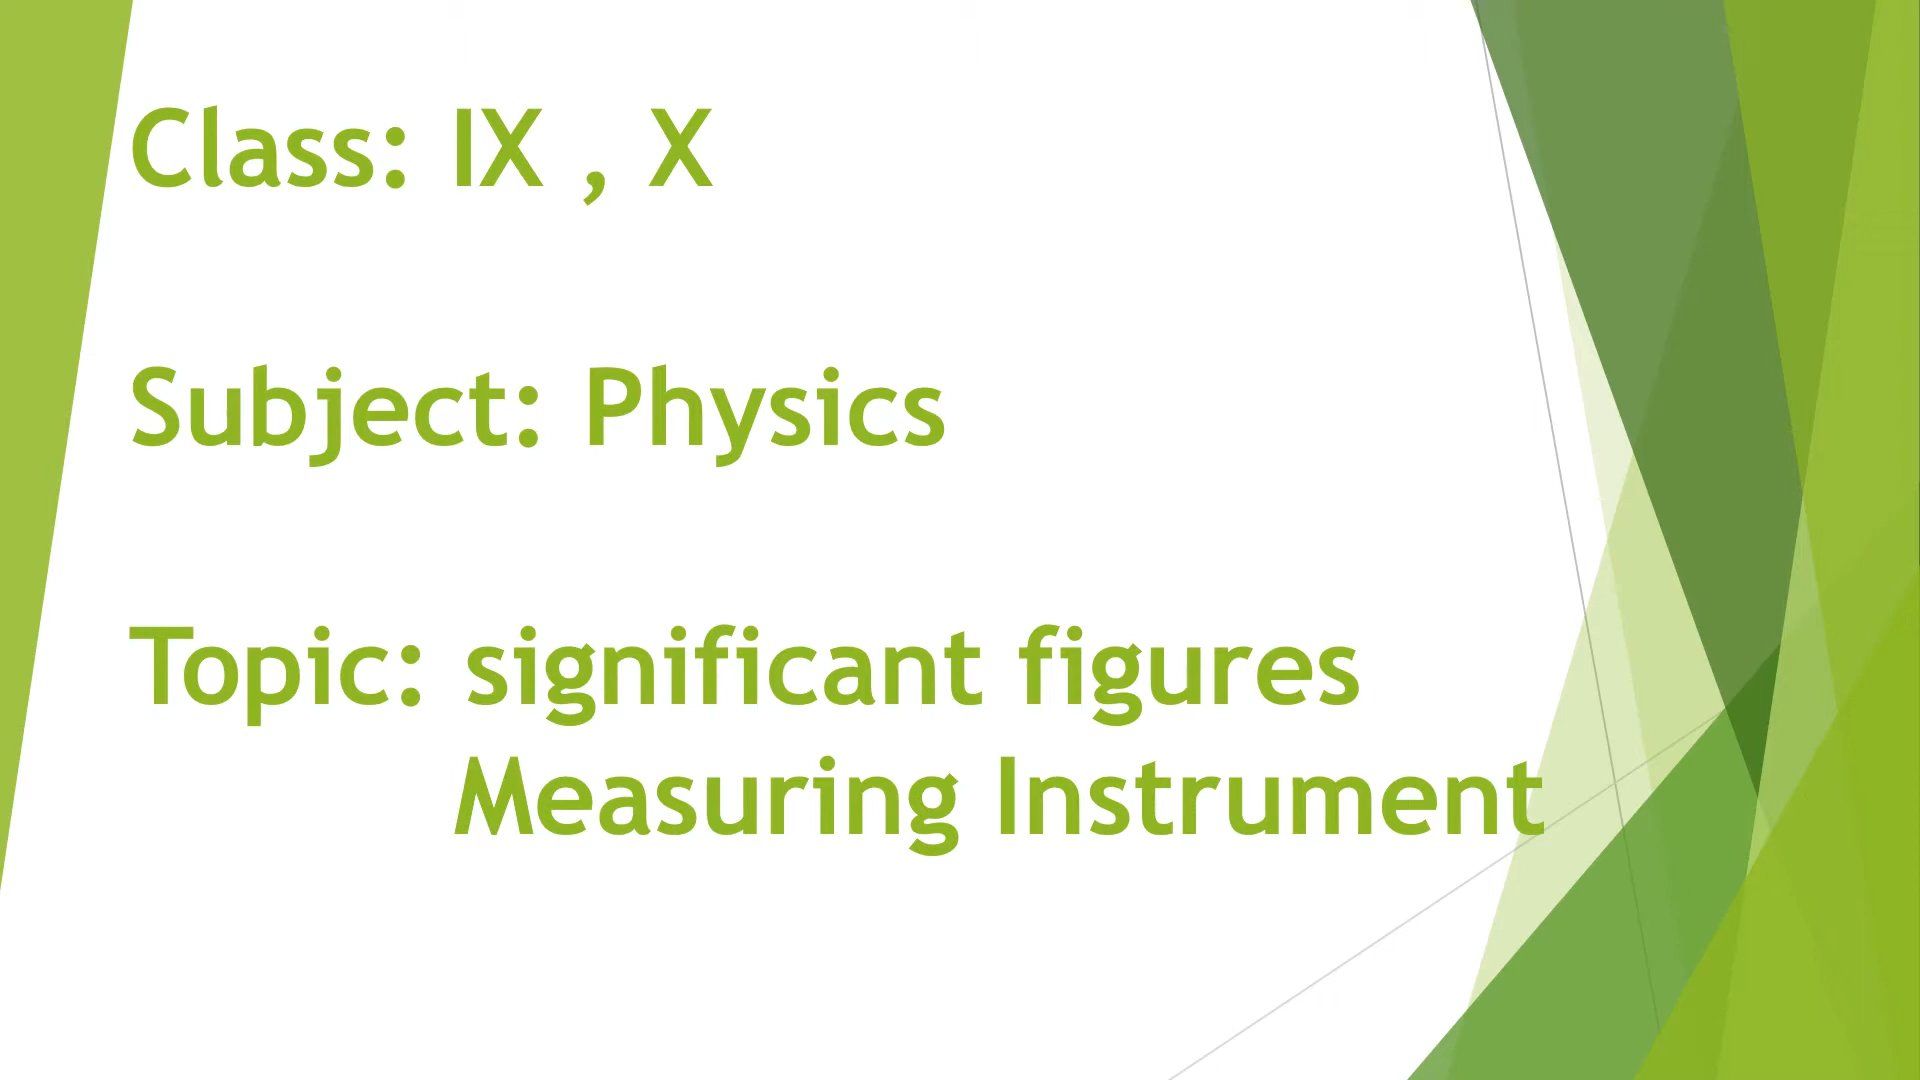 Class: IX , X
Subject: Physics
Topic: significant figures
Measuring Instrument